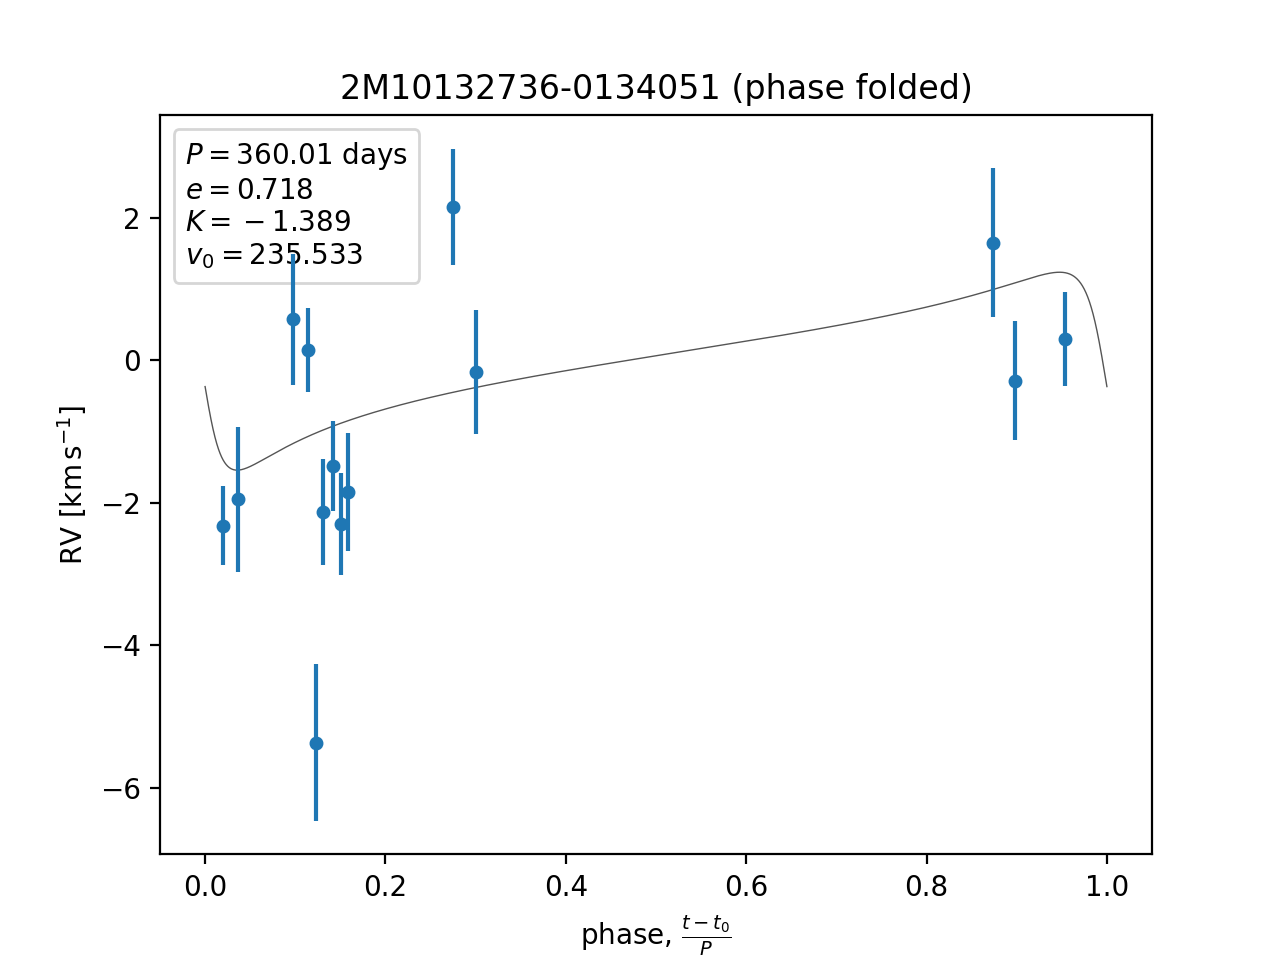 2M10132736-0134051 (phase folded)
P = 360.01 days
e = 0.718
K = −1.389
v₀ = 235.533
2
0
−2
−4
−6
RV [km s⁻¹]
0.0 0.2 0.4 0.6 0.8 1.0
phase, (t − t₀)/P